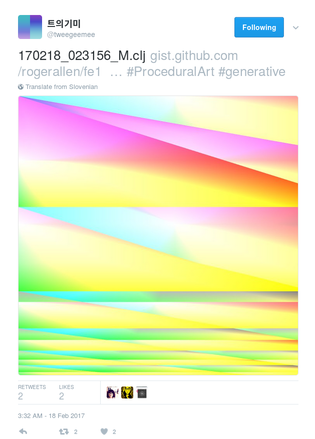 트의기미
@tweegeemee
Following
170218_023156_M.clj gist.github.com
/rogerallen/fe1 … #ProceduralArt #generative
Translate from Slovenian
RETWEETS
2
LIKES
2
3:32 AM - 18 Feb 2017
2
2